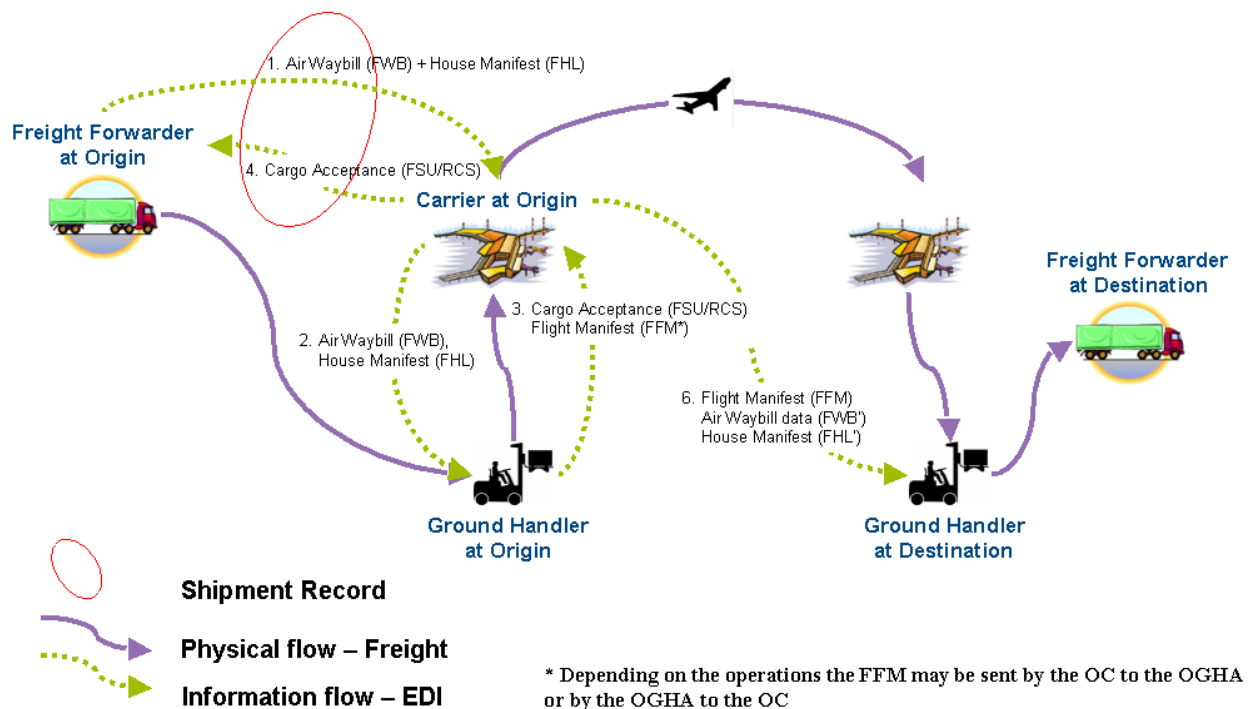 1. Air Waybill (FWB) + House Manifest (FHL)
Freight Forwarder
at Origin
4. Cargo Acceptance (FSU/RCS)
Carrier at Origin
Freight Forwarder
at Destination
3. Cargo Acceptance (FSU/RCS)
Flight Manifest (FFM*)
2. Air Waybill (FWB),
House Manifest (FHL)
6. Flight Manifest (FFM)
Air Waybill data (FWB')
House Manifest (FHL')
Ground Handler
at Origin
Ground Handler
at Destination
Shipment Record
Physical flow – Freight
Information flow – EDI
* Depending on the operations the FFM may be sent by the OC to the OGHA
or by the OGHA to the OC